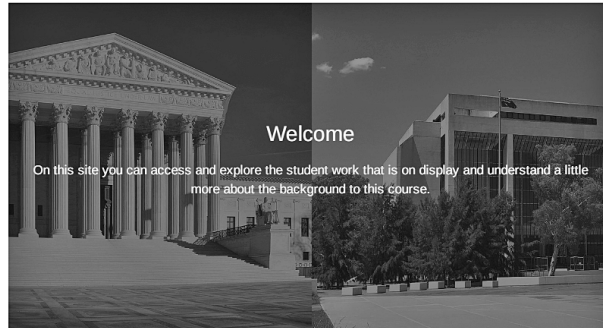 Welcome
On this site you can access and explore the student work that is on display and understand a little
more about the background to this course.